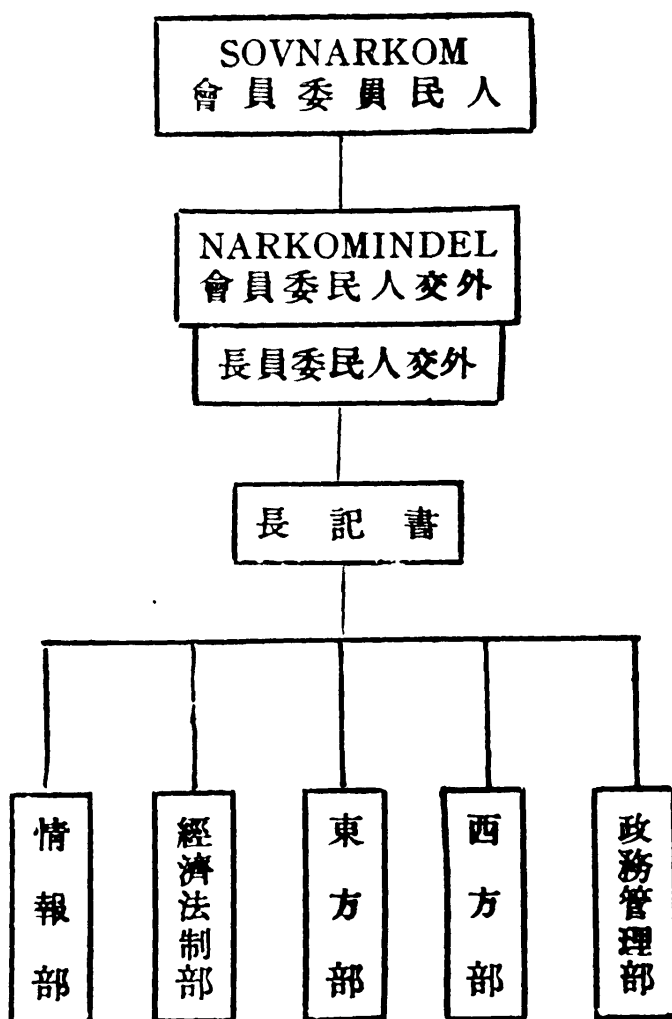 SOVNARKOM
人民員委員會
NARKOMINDEL
外交人民委員會
外交人民委員長
書記長
政務管理部
西方部
東方部
經濟法制部
情報部